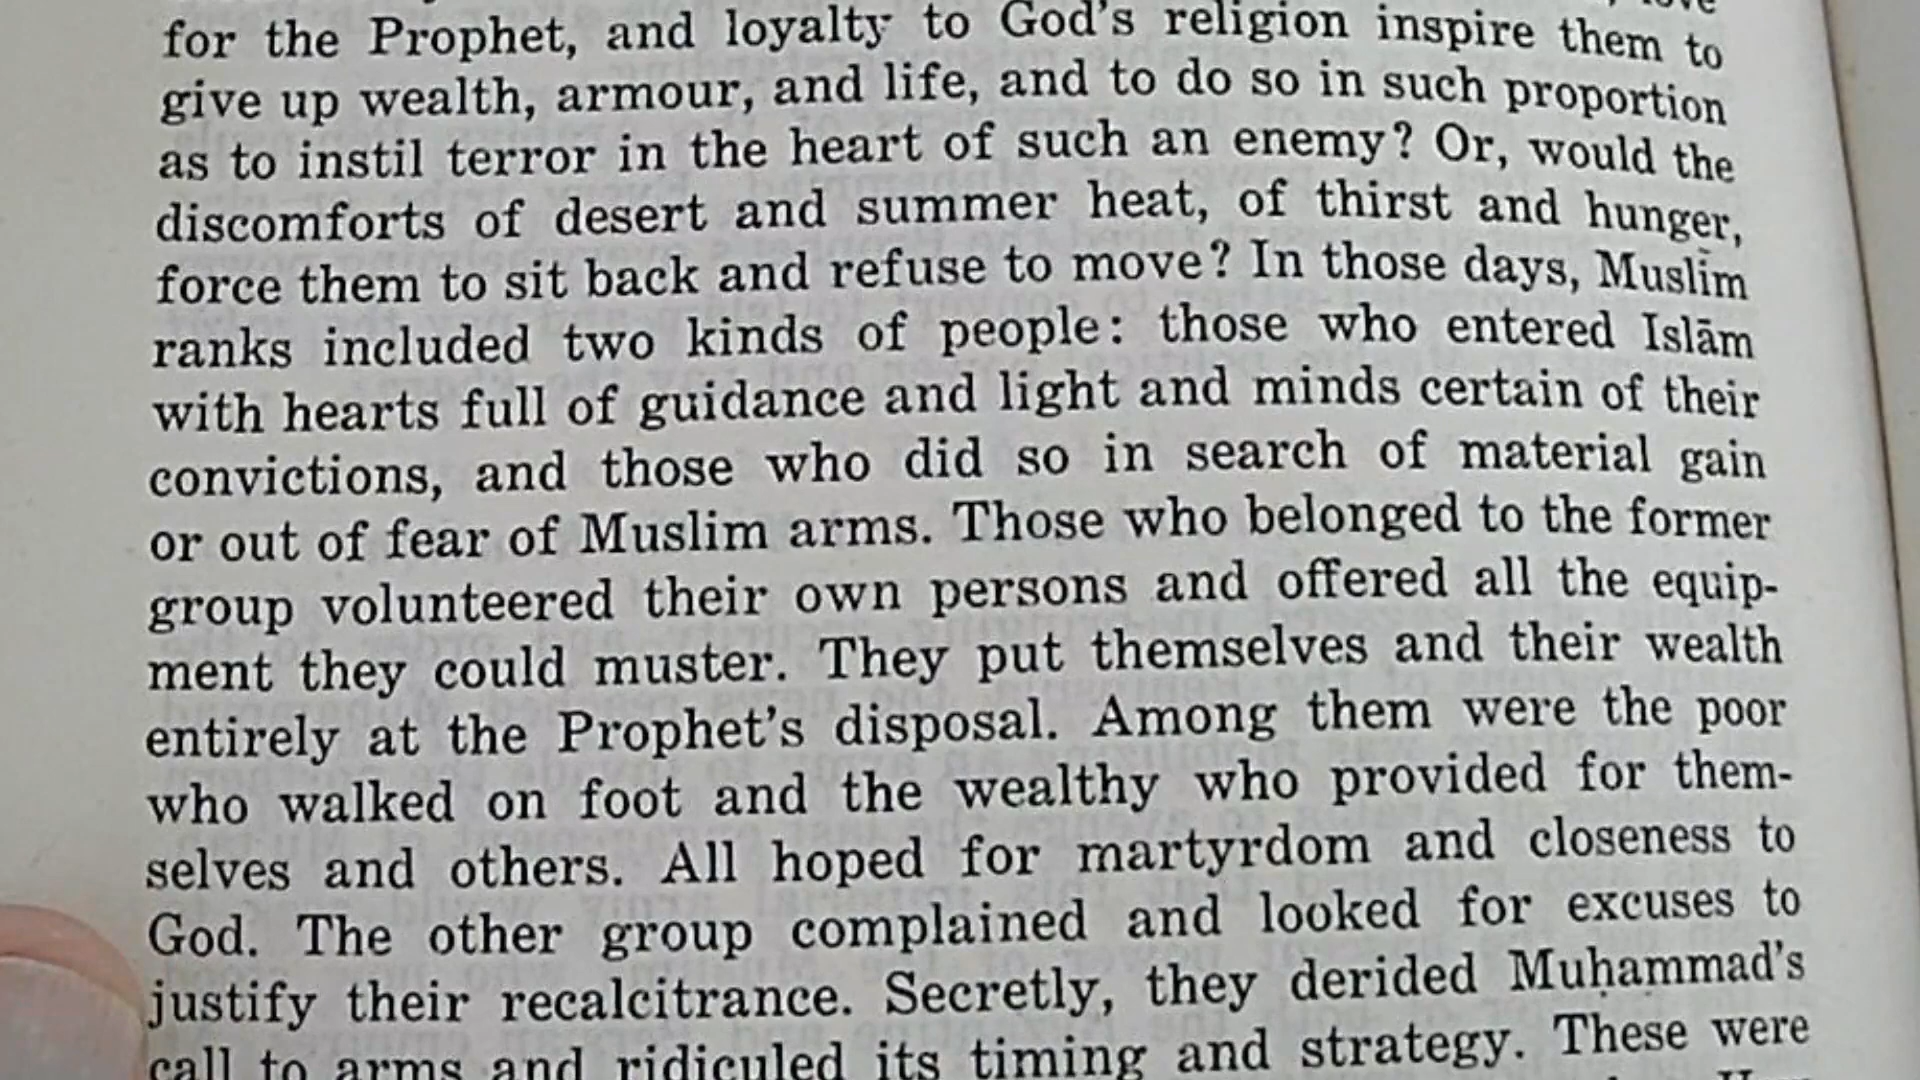 for the Prophet, and loyalty to God's religion inspire them to
give up wealth, armour, and life, and to do so in such proportion
as to instil terror in the heart of such an enemy? Or, would the
discomforts of desert and summer heat, of thirst and hunger,
force them to sit back and refuse to move? In those days, Muslim
ranks included two kinds of people: those who entered Islām
with hearts full of guidance and light and minds certain of their
convictions, and those who did so in search of material gain
or out of fear of Muslim arms. Those who belonged to the former
group volunteered their own persons and offered all the equip-
ment they could muster. They put themselves and their wealth
entirely at the Prophet's disposal. Among them were the poor
who walked on foot and the wealthy who provided for them-
selves and others. All hoped for martyrdom and closeness to
God. The other group complained and looked for excuses to
justify their recalcitrance. Secretly, they derided Muḥammad's
call to arms and ridiculed its timing and strategy. These were